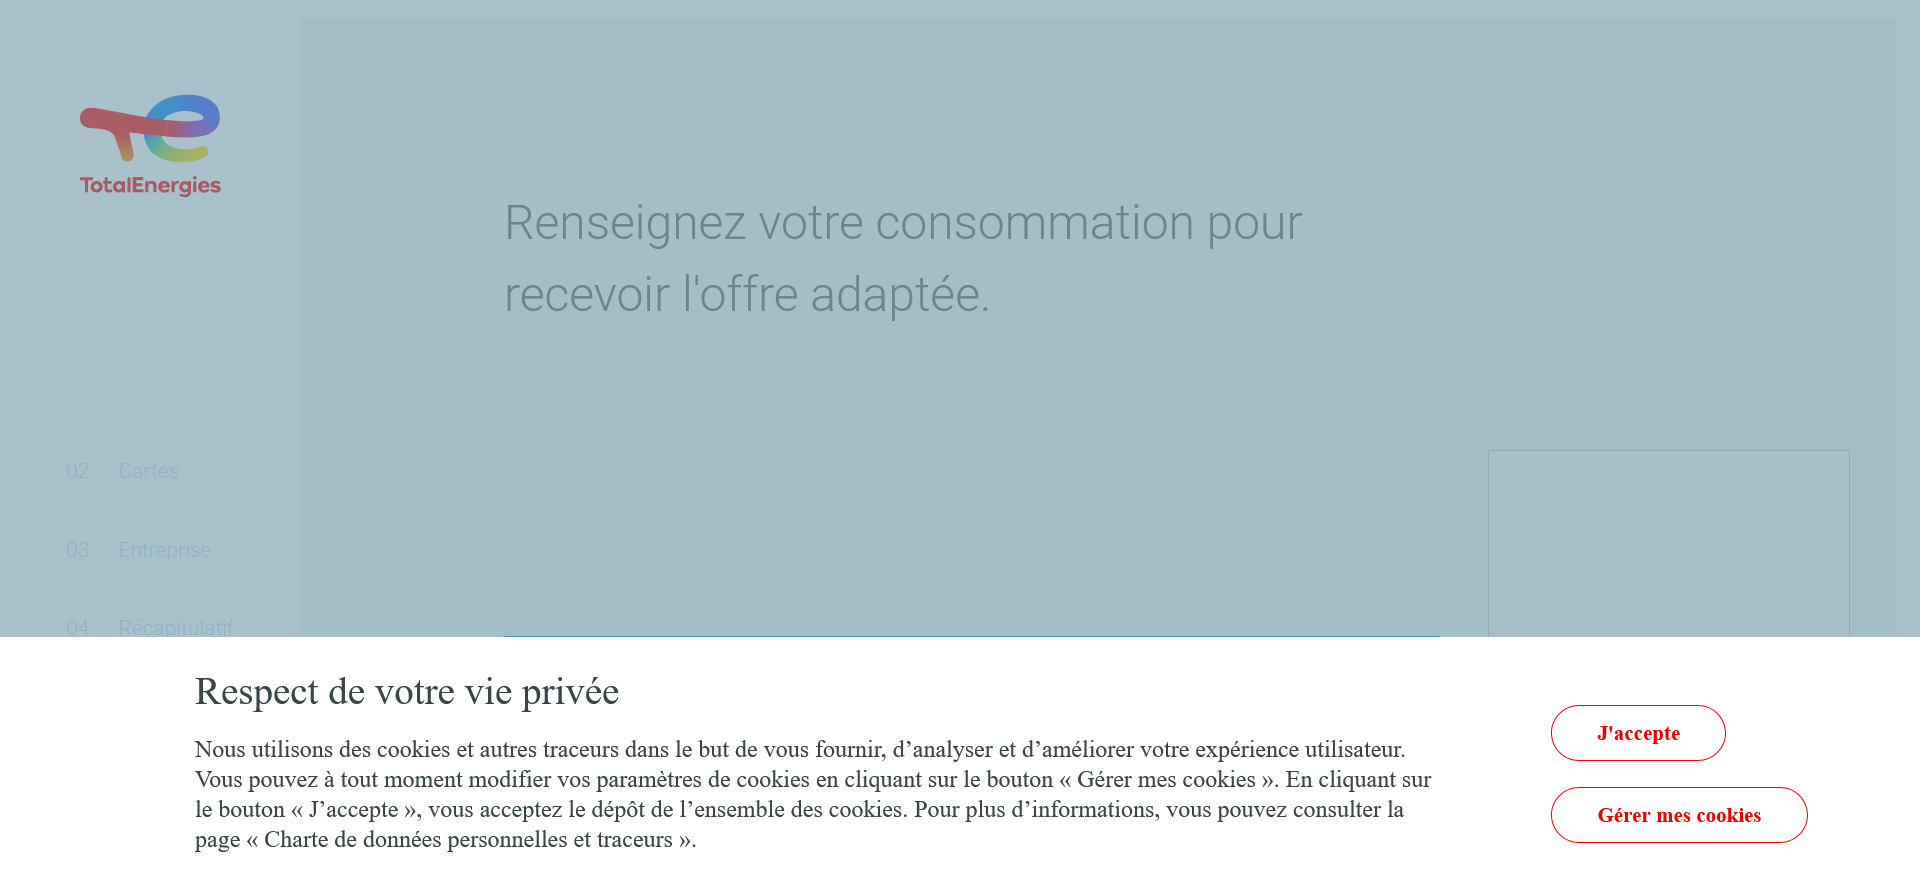 TotalEnergies
Renseignez votre consommation pour
recevoir l'offre adaptée.
02 Cartes
03 Entreprise
04 Récapitulatif
Respect de votre vie privée
Nous utilisons des cookies et autres traceurs dans le but de vous fournir, d’analyser et d’améliorer votre expérience utilisateur.
Vous pouvez à tout moment modifier vos paramètres de cookies en cliquant sur le bouton « Gérer mes cookies ». En cliquant sur
le bouton « J’accepte », vous acceptez le dépôt de l’ensemble des cookies. Pour plus d’informations, vous pouvez consulter la
page « Charte de données personnelles et traceurs ».
J'accepte
Gérer mes cookies